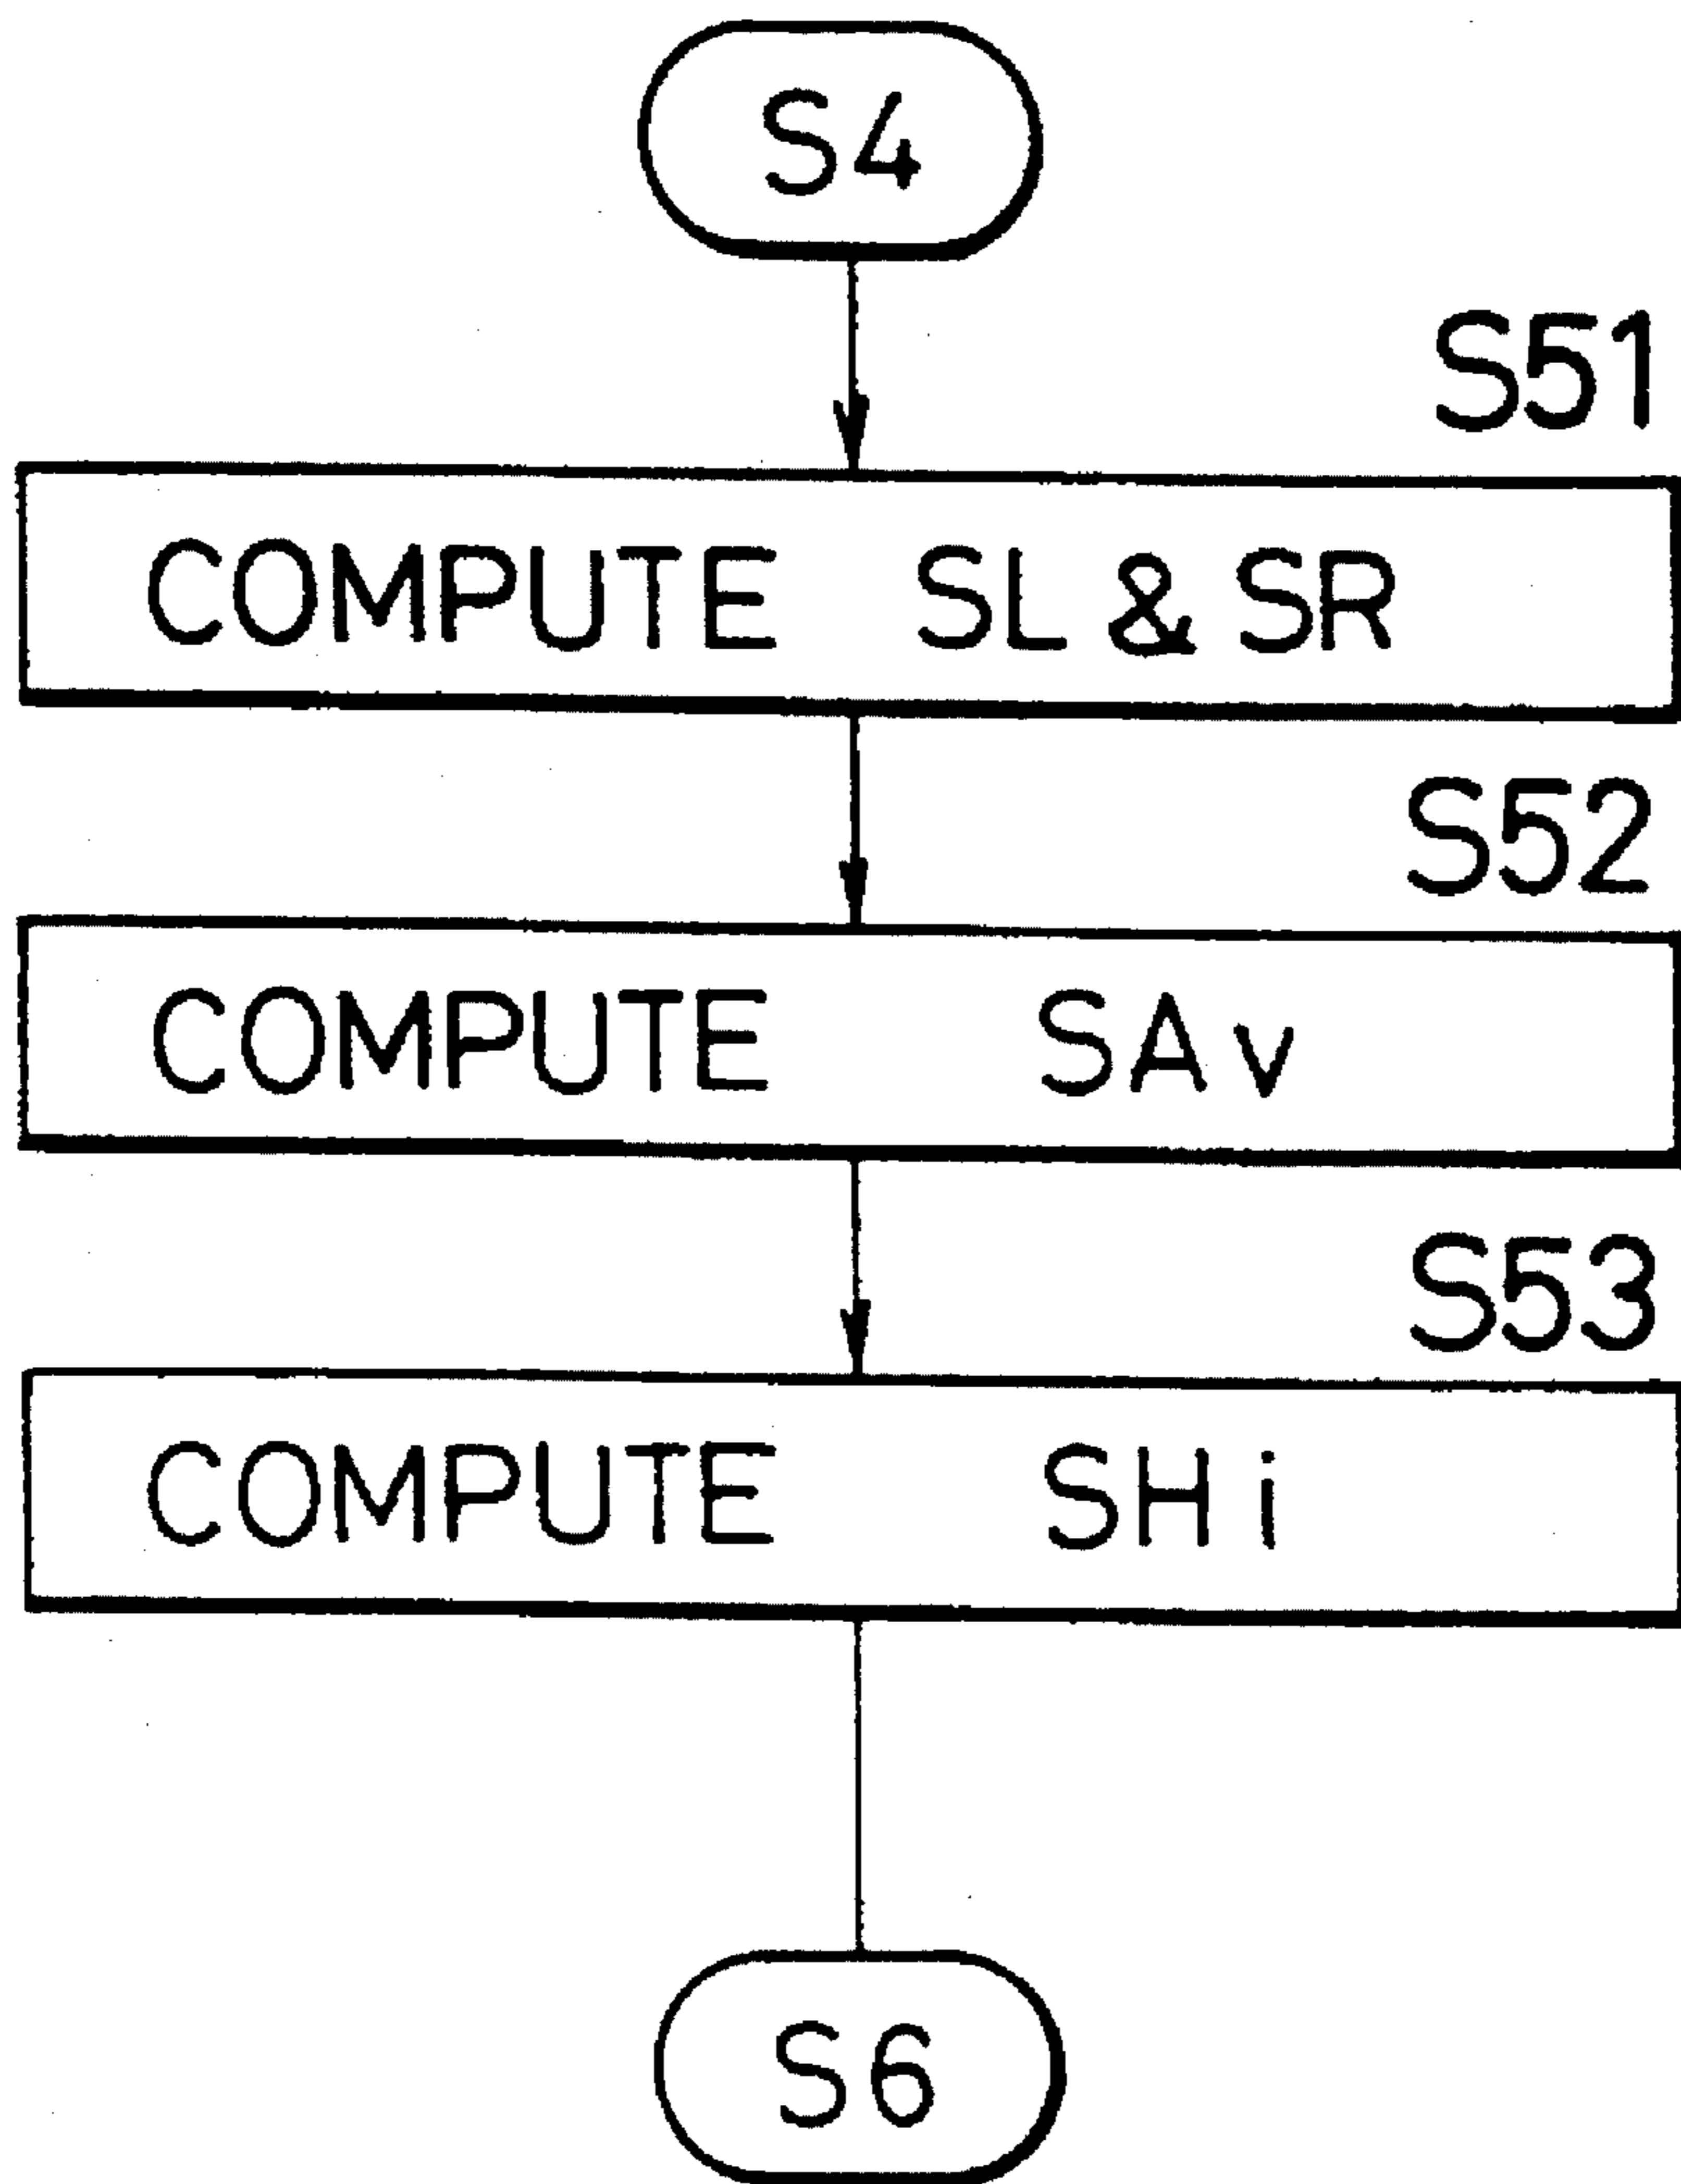 S4
S51
COMPUTE SL & SR
S52
COMPUTE SAv
S53
COMPUTE SHi
S6